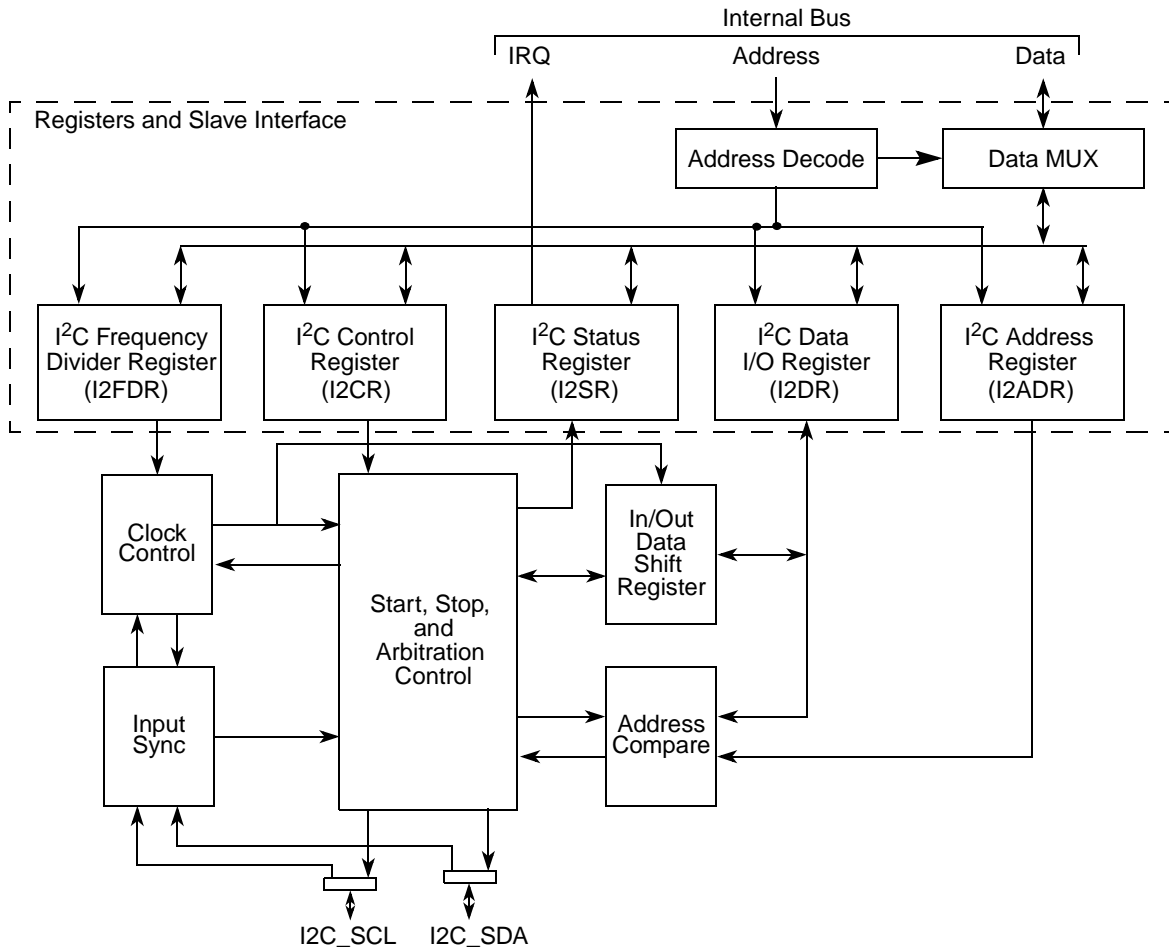 Internal Bus
IRQ
Address
Data
Registers and Slave Interface
Address Decode
Data MUX
I²C Frequency
Divider Register
(I2FDR)
I²C Control
Register
(I2CR)
I²C Status
Register
(I2SR)
I²C Data
I/O Register
(I2DR)
I²C Address
Register
(I2ADR)
Clock
Control
Start, Stop,
and
Arbitration
Control
In/Out
Data
Shift
Register
Input
Sync
Address
Compare
I2C_SCL
I2C_SDA